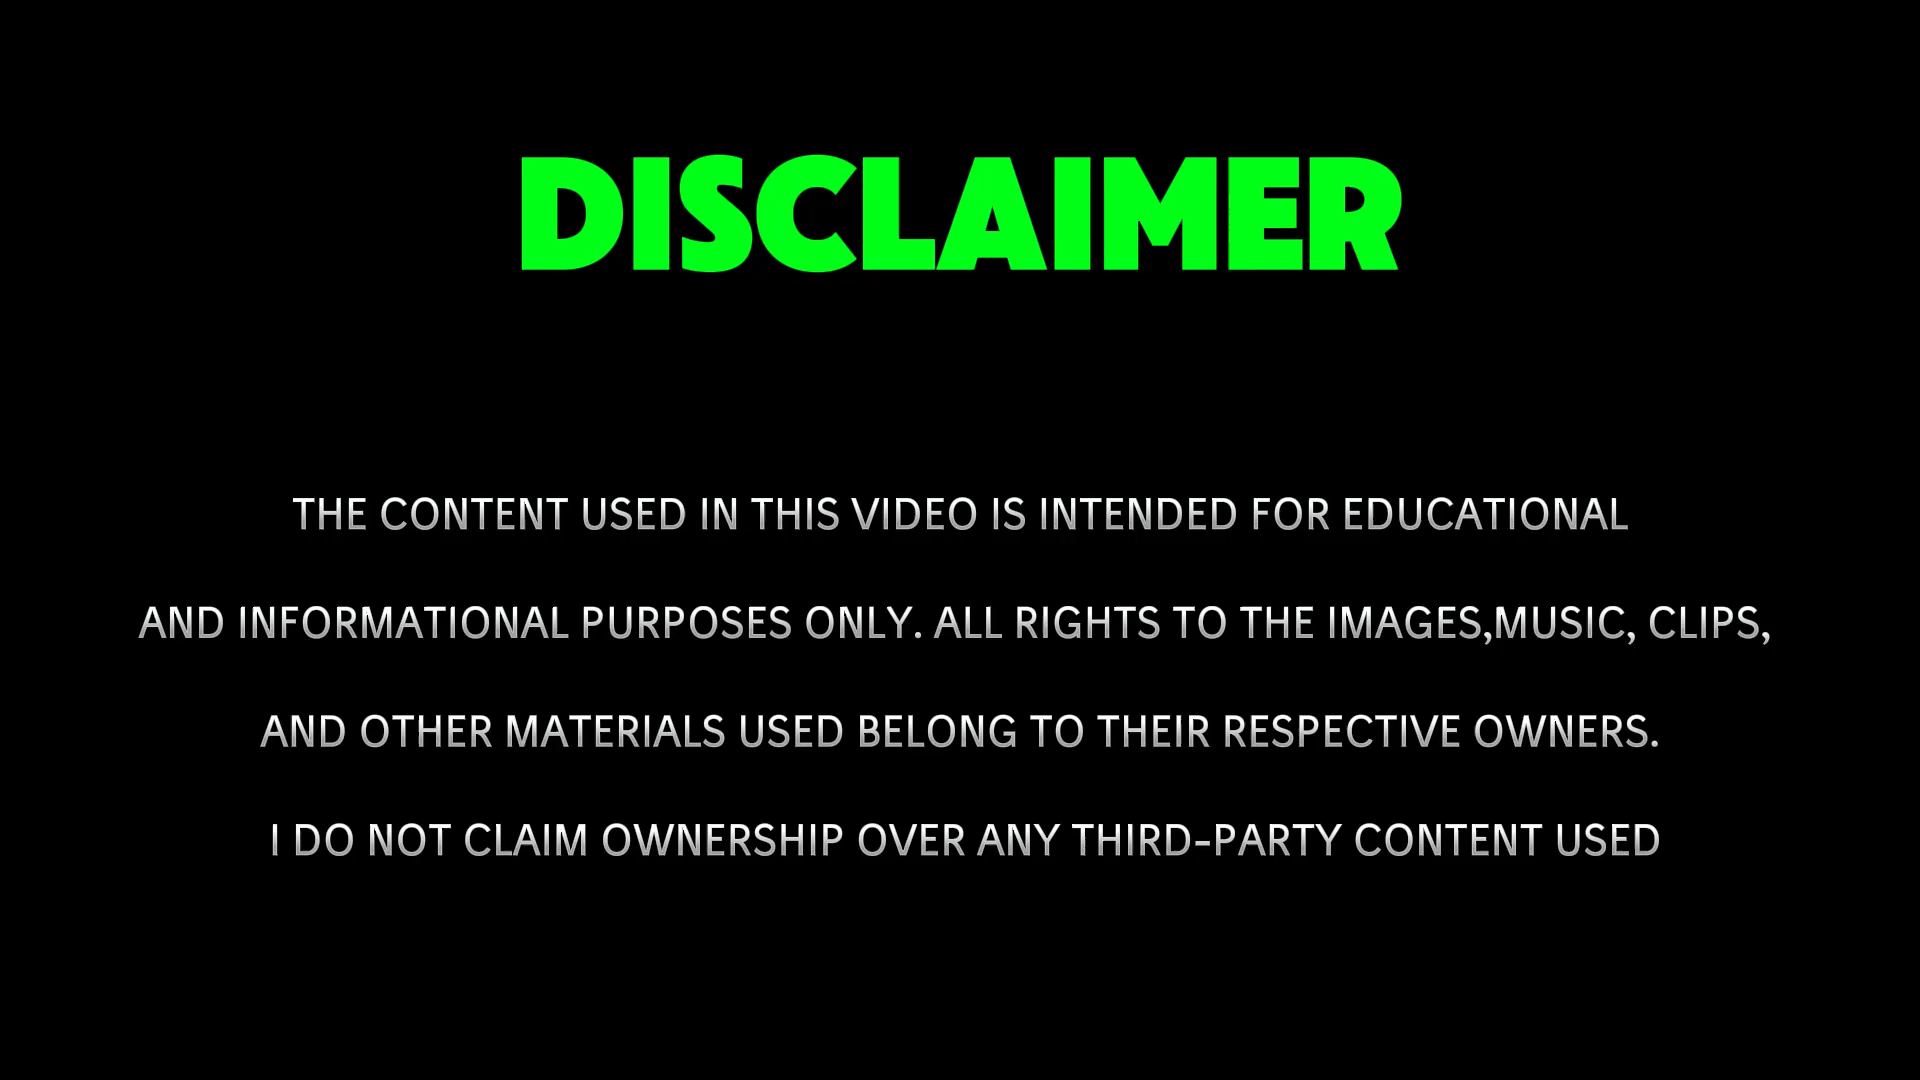 DISCLAIMER
THE CONTENT USED IN THIS VIDEO IS INTENDED FOR EDUCATIONAL
AND INFORMATIONAL PURPOSES ONLY. ALL RIGHTS TO THE IMAGES,MUSIC, CLIPS,
AND OTHER MATERIALS USED BELONG TO THEIR RESPECTIVE OWNERS.
I DO NOT CLAIM OWNERSHIP OVER ANY THIRD-PARTY CONTENT USED